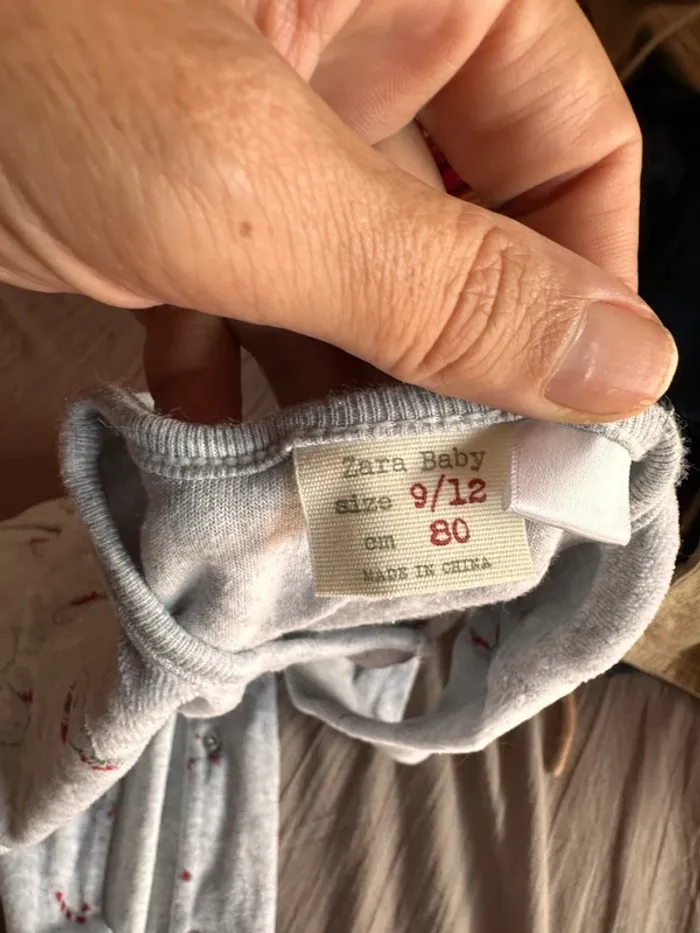 Zara Baby
size 9/12
cm 80
MADE IN CHINA